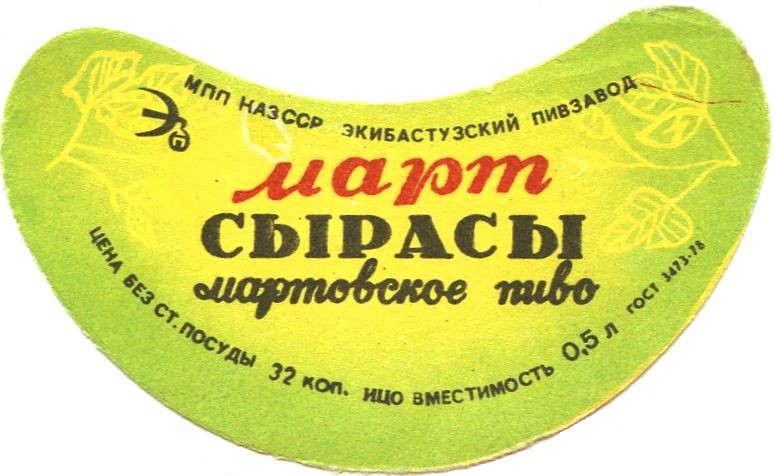 МПП КАЗССР ЭКИБАСТУЗСКИЙ ПИВЗАВОД
март
СЫРАСЫ
мартовское пиво
ЦЕНА БЕЗ СТ. ПОСУДЫ 32 КОП. ИЦО ВМЕСТИМОСТЬ 0,5 Л ГОСТ 3473-78